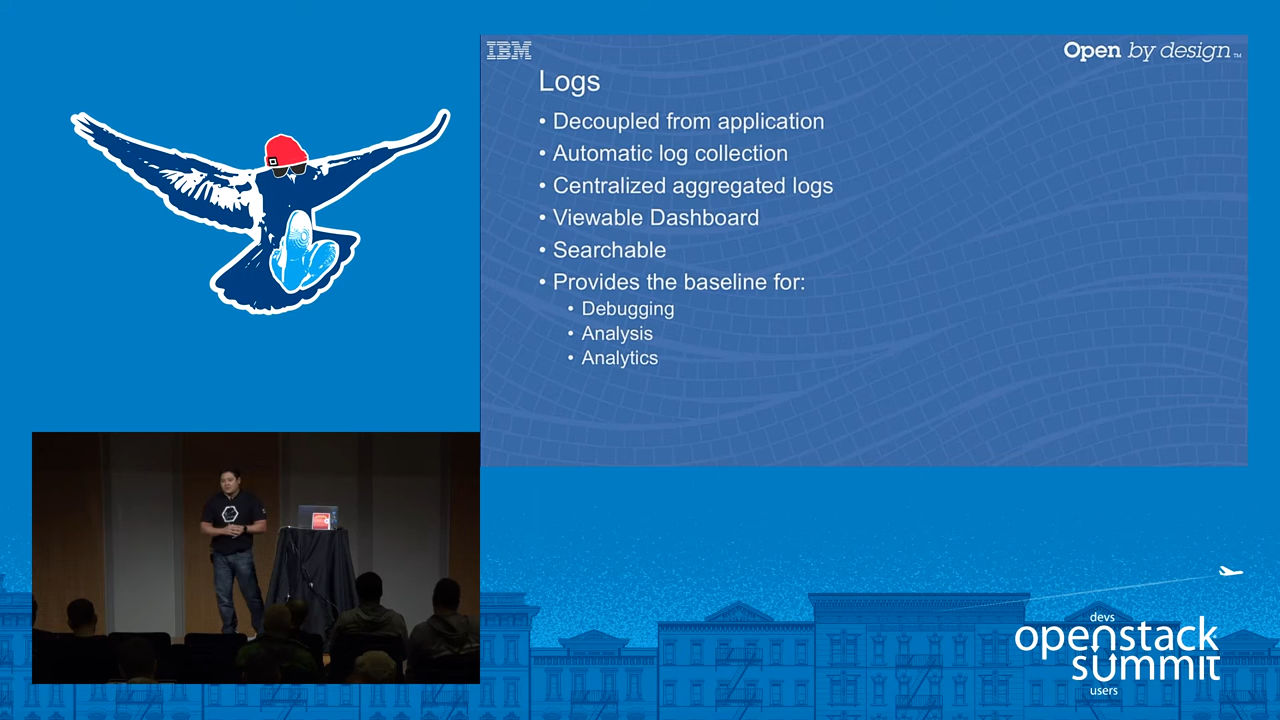 IBM
Open by design™
Logs
• Decoupled from application
• Automatic log collection
• Centralized aggregated logs
• Viewable Dashboard
• Searchable
• Provides the baseline for:
• Debugging
• Analysis
• Analytics
devs
openstack
summit
users